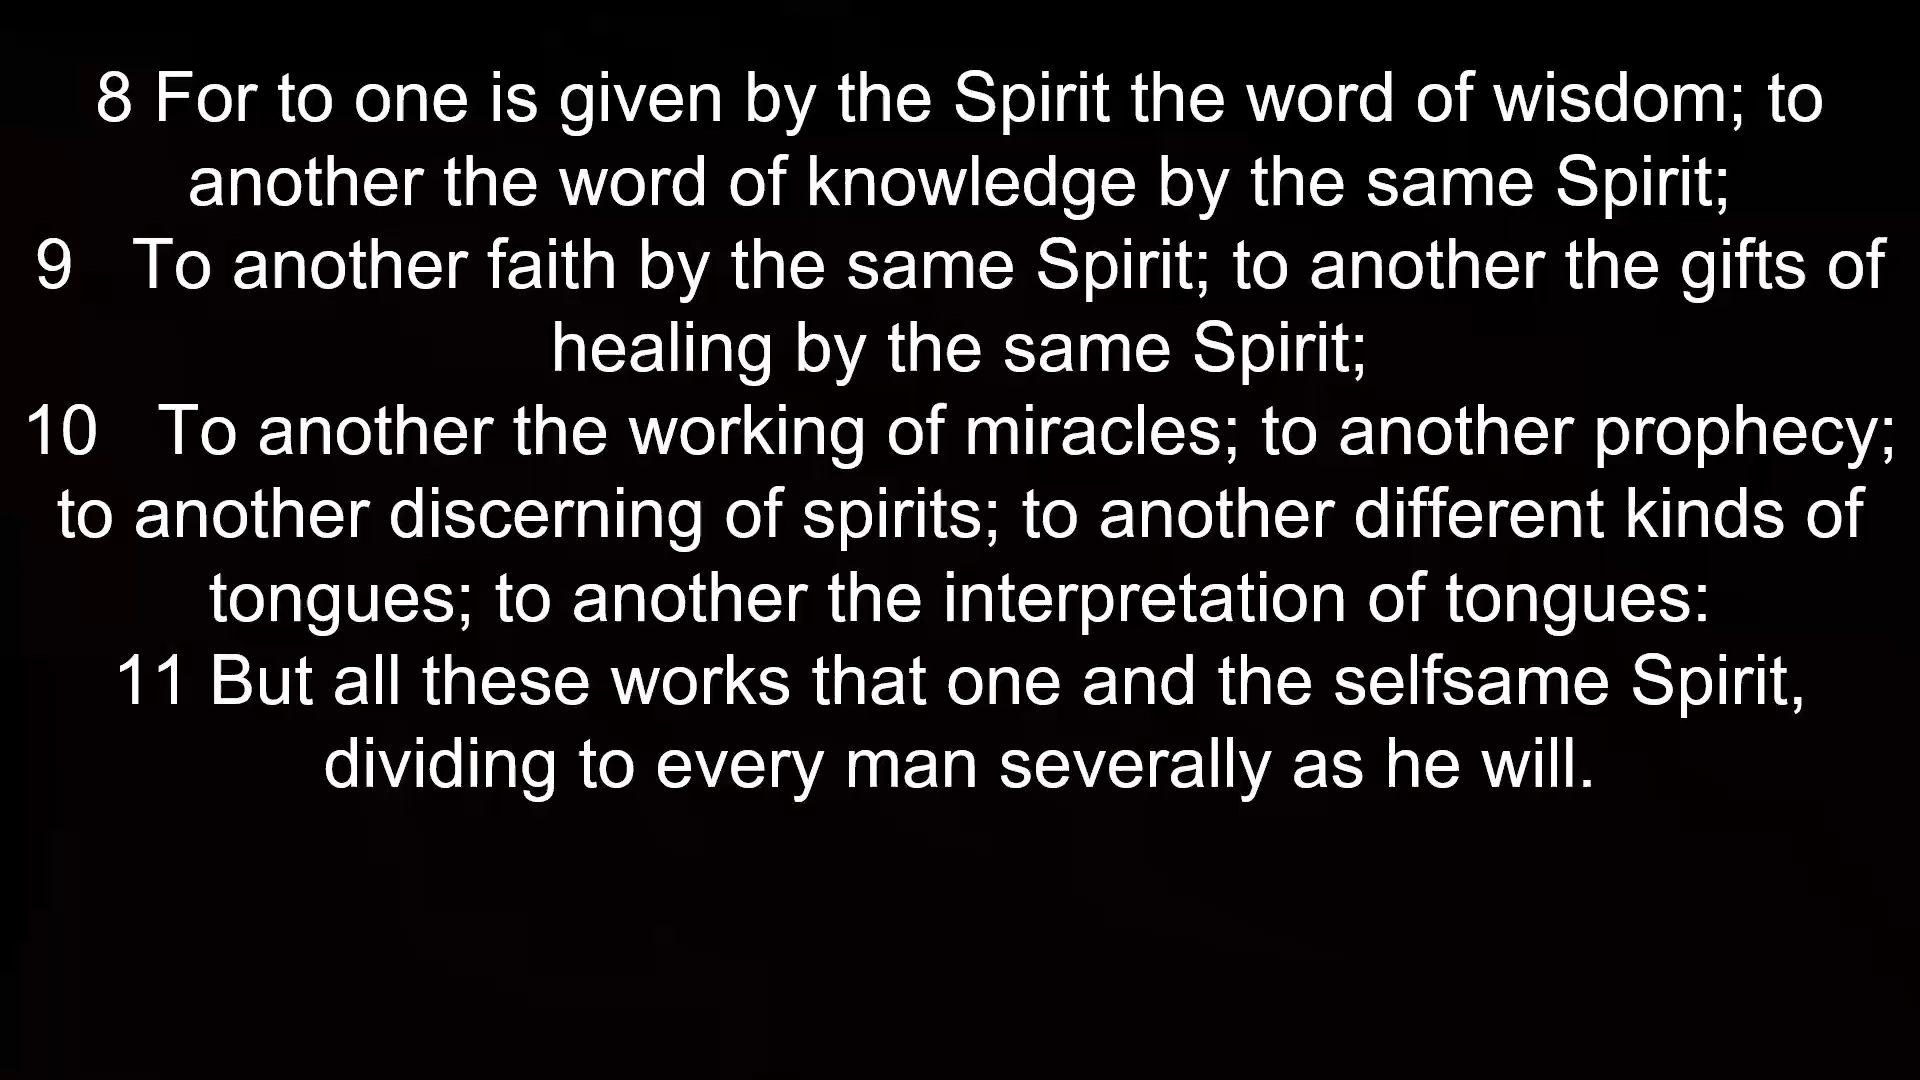 8 For to one is given by the Spirit the word of wisdom; to
another the word of knowledge by the same Spirit;
9 To another faith by the same Spirit; to another the gifts of
healing by the same Spirit;
10 To another the working of miracles; to another prophecy;
to another discerning of spirits; to another different kinds of
tongues; to another the interpretation of tongues:
11 But all these works that one and the selfsame Spirit,
dividing to every man severally as he will.